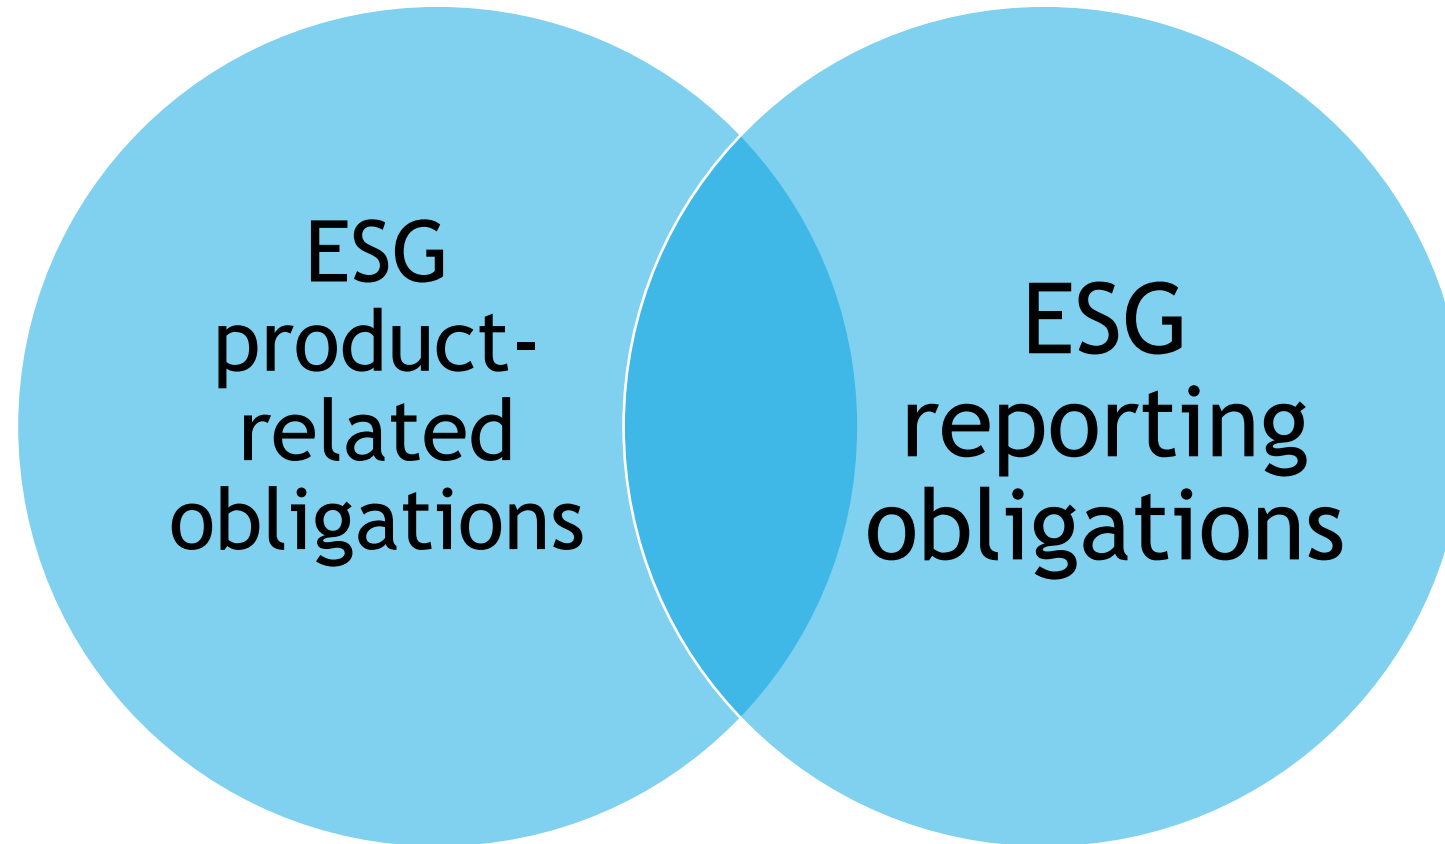 ESG
product-
related
obligations
ESG
reporting
obligations